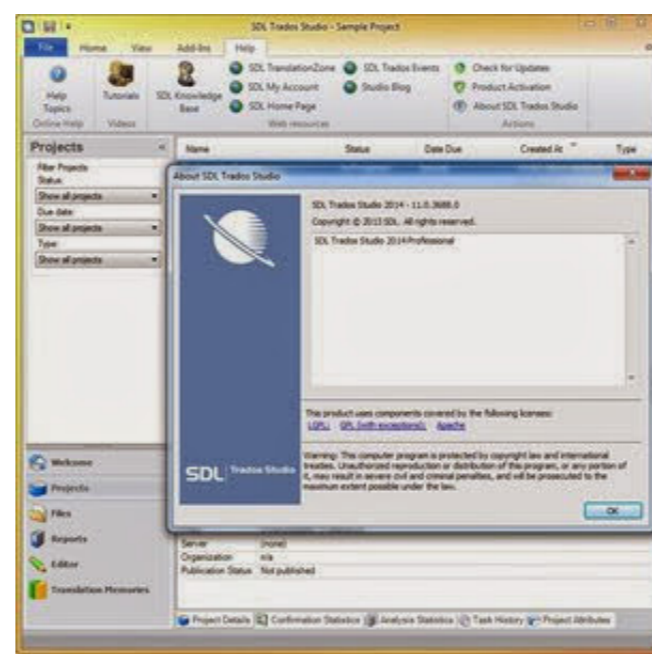 SDL Trados Studio - Sample Project
File Home View Add-Ins Help
Help Topics
Tutorials
SDL Knowledge Base
SDL TranslationZone
SDL My Account
SDL Home Page
SDL Trados Events
Studio Blog
Check for Updates
Product Activation
About SDL Trados Studio
Online Help Videos Web resources Actions
Projects
Name Status Date Due Created At Type
Filter Projects
Status:
Show all projects
Due date:
Show all projects
Type:
Show all projects
About SDL Trados Studio
SDL Trados Studio 2014 - 11.0.3688.0
Copyright © 2013 SDL. All rights reserved.
SDL Trados Studio 2014 Professional
This product uses components covered by the following licenses:
LGPL; GPL (with exceptions); Apache
SDL Trados Studio
Warning: This computer program is protected by copyright law and international
treaties. Unauthorized reproduction or distribution of this program, or any portion of
it, may result in severe civil and criminal penalties, and will be prosecuted to the
maximum extent possible under the law.
OK
Welcome
Projects
Files
Reports
Editor
Translation Memories
Server (none)
Organization n/a
Publication Status Not published
Project Details Confirmation Statistics Analysis Statistics Task History Project Attributes